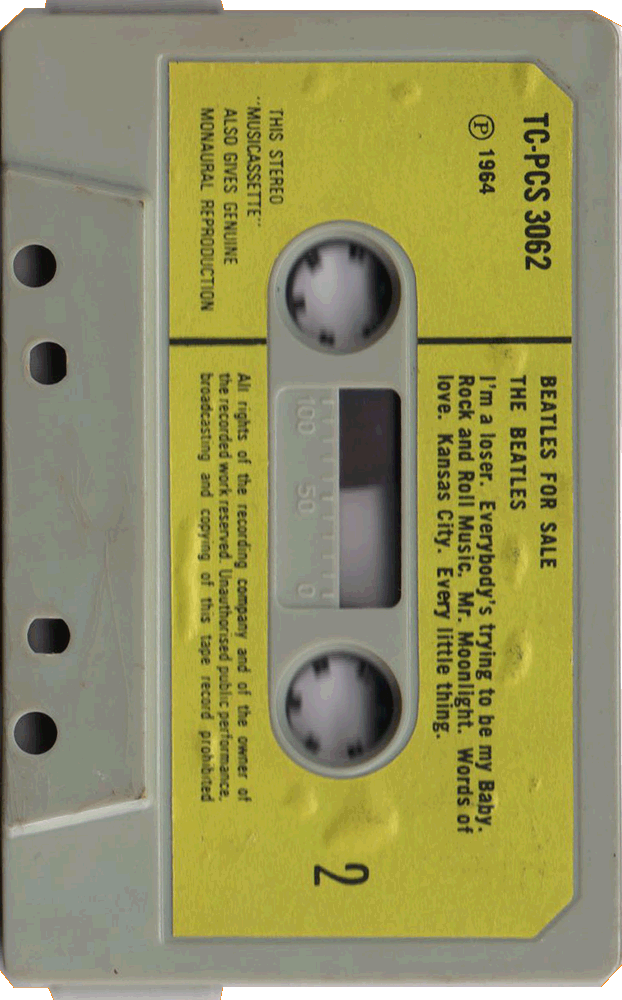 TC-PCS 3062
Ⓟ 1964
BEATLES FOR SALE
THE BEATLES
I'm a loser. Everybody's trying to be my Baby.
Rock and Roll Music. Mr. Moonlight. Words of
love. Kansas City. Every little thing.
THIS STEREO
"MUSICASSETTE"
ALSO GIVES GENUINE
MONAURAL REPRODUCTION
100 50 0
2
All rights of the recording company and of the owner of
the recorded work reserved. Unauthorised public performance,
broadcasting and copying of this tape record prohibited